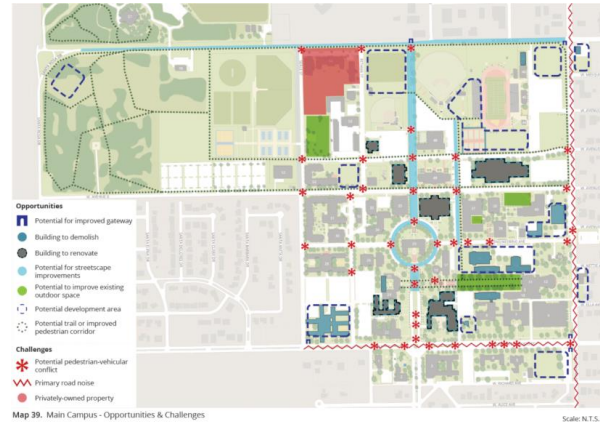 Opportunities
Potential for improved gateway
Building to demolish
Building to renovate
Potential for streetscape
improvements
Potential to improve existing
outdoor space
Potential development area
Potential trail or improved
pedestrian corridor
Challenges
Potential pedestrian-vehicular
conflict
Primary road noise
Privately-owned property
Map 39. Main Campus - Opportunities & Challenges
Scale: N.T.S.